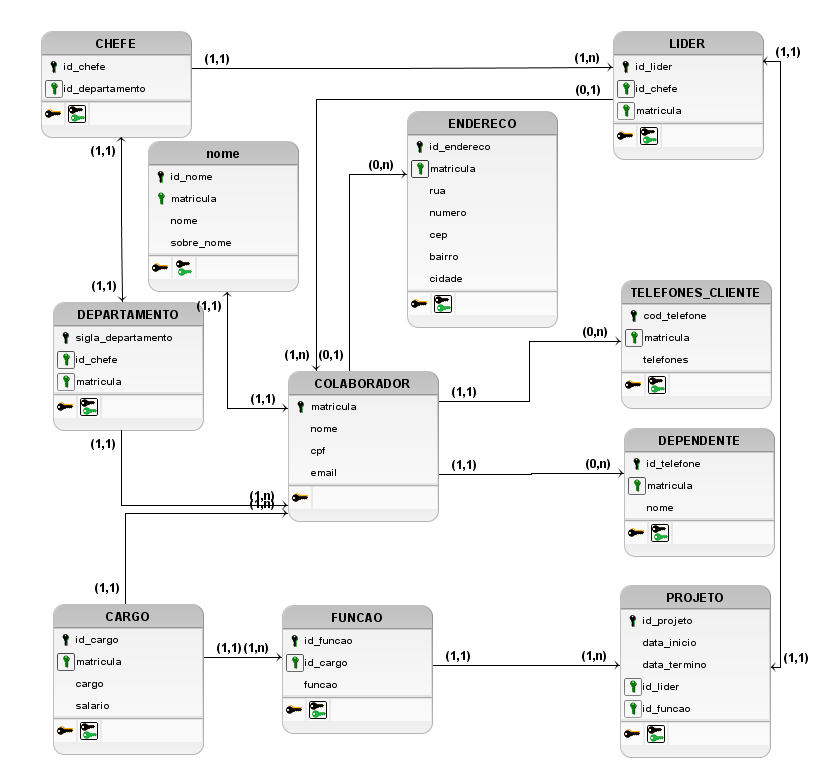 CHEFE
id_chefe
id_departamento
(1,1)
(1,n)
LIDER
id_lider
id_chefe
matricula
(1,1)
(0,1)
ENDERECO
id_endereco
matricula
rua
numero
cep
bairro
cidade
(0,n)
(1,1)
nome
id_nome
matricula
nome
sobre_nome
(1,1)
(1,1)
DEPARTAMENTO
sigla_departamento
id_chefe
matricula
TELEFONES_CLIENTE
cod_telefone
matricula
telefones
(0,n)
(1,n)
(0,1)
COLABORADOR
matricula
nome
cpf
email
(1,1)
(1,1)
(1,1)
(0,n)
DEPENDENTE
id_telefone
matricula
nome
(1,1)
(1,n)
(1,n)
(1,1)
CARGO
id_cargo
matricula
cargo
salario
(1,1)
(1,n)
FUNCAO
id_funcao
id_cargo
funcao
(1,1)
(1,n)
PROJETO
id_projeto
data_inicio
data_termino
id_lider
id_funcao
(1,1)